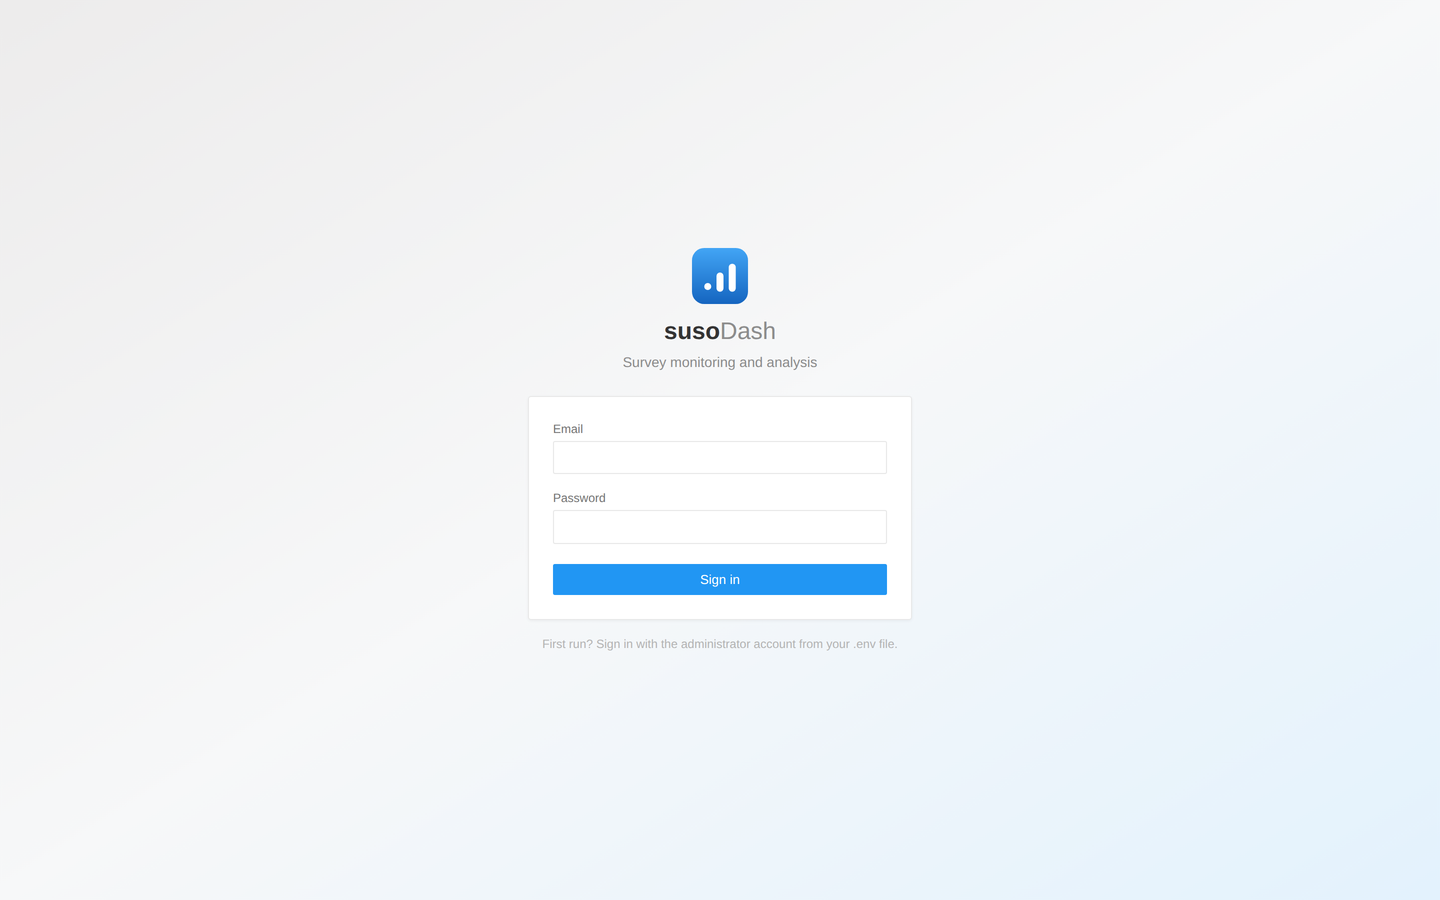 susoDash
Survey monitoring and analysis
Email
Password
Sign in
First run? Sign in with the administrator account from your .env file.